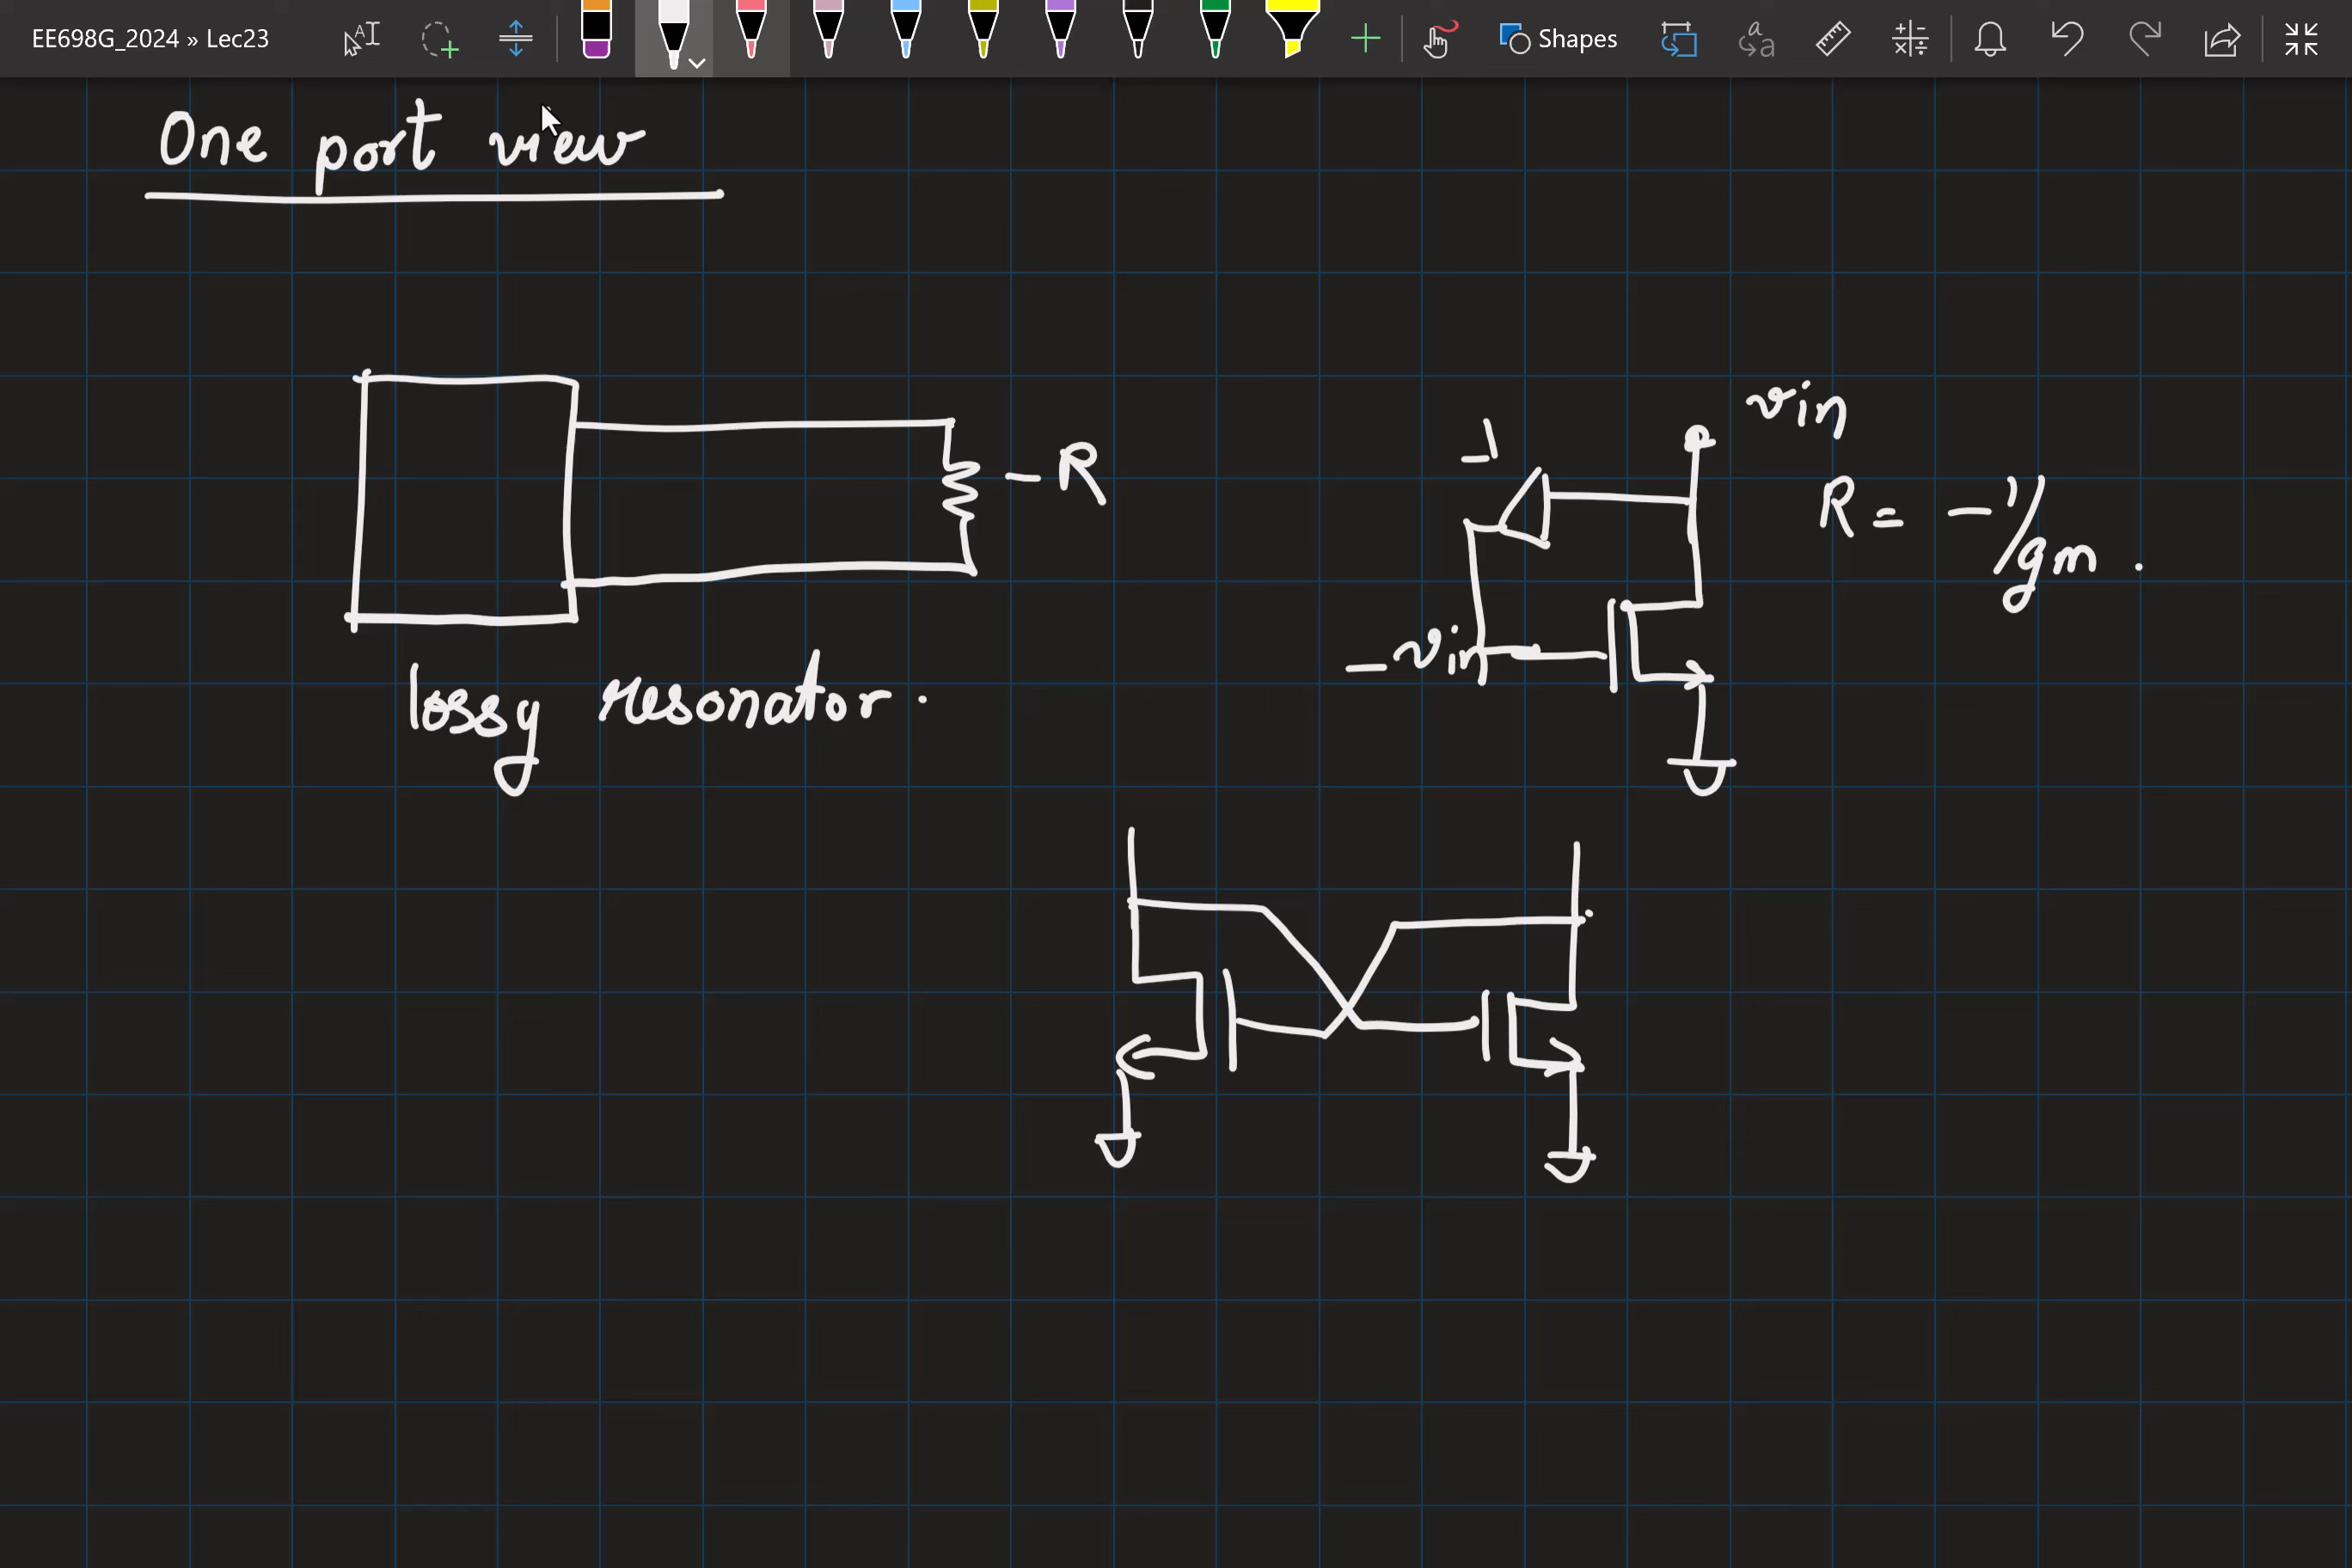 EE698G_2024 » Lec23
Shapes
One port view
-R
lossy resonator.
vin
-1
R = -1/gm.
-vin